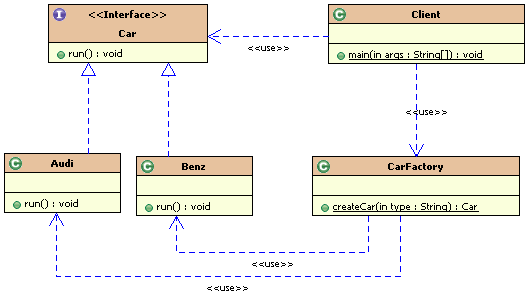 I
<<Interface>>
Car
run() : void
C
Client
main(in args : String[]) : void
<<use>>
<<use>>
C
Audi
run() : void
C
Benz
run() : void
C
CarFactory
createCar(in type : String) : Car
<<use>>
<<use>>